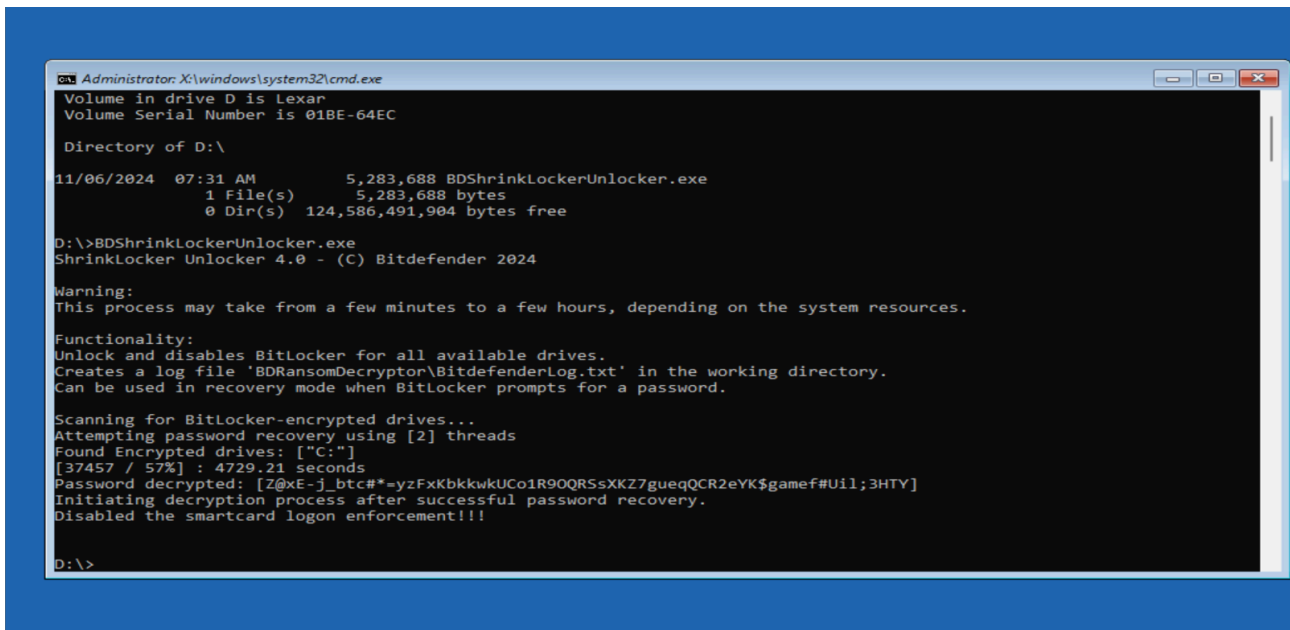 Administrator: X:\windows\system32\cmd.exe
Volume in drive D is Lexar
Volume Serial Number is 01BE-64EC
Directory of D:\
11/06/2024  07:31 AM         5,283,688 BDShrinkLockerUnlocker.exe
1 File(s)      5,283,688 bytes
0 Dir(s)  124,586,491,904 bytes free
D:\>BDShrinkLockerUnlocker.exe
ShrinkLocker Unlocker 4.0 - (C) Bitdefender 2024
Warning:
This process may take from a few minutes to a few hours, depending on the system resources.
Functionality:
Unlock and disables BitLocker for all available drives.
Creates a log file 'BDRansomDecryptor\BitdefenderLog.txt' in the working directory.
Can be used in recovery mode when BitLocker prompts for a password.
Scanning for BitLocker-encrypted drives...
Attempting password recovery using [2] threads
Found Encrypted drives: ["C:"]
[37457 / 57%] : 4729.21 seconds
Password decrypted: [Z@xE-j_btc#*=yzFxKbkkwkUCo1R9OQRSsXKZ7gueqQCR2eYK$gamef#Uil;3HTY]
Initiating decryption process after successful password recovery.
Disabled the smartcard logon enforcement!!!
D:\>